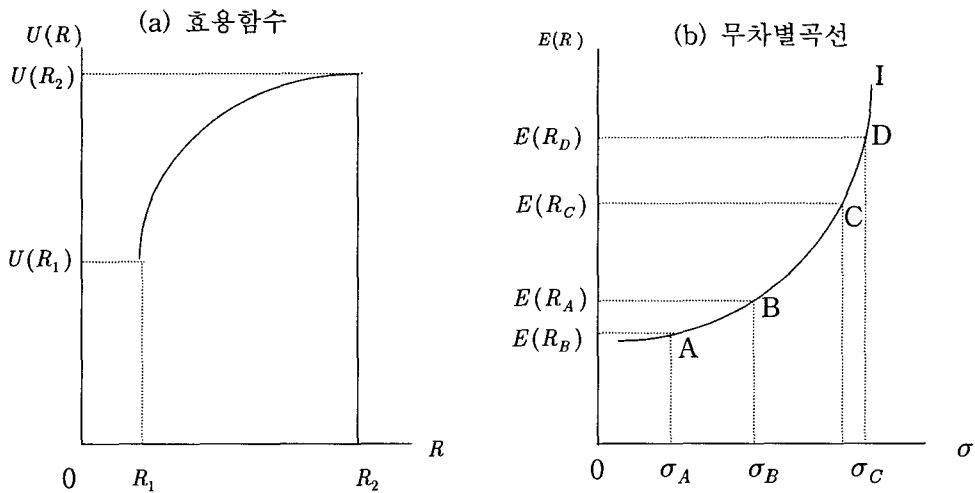 (a) 효용함수
U(R)
U(R₂)
U(R₁)
0
R₁
R₂
R
(b) 무차별곡선
E(R)
I
E(R_D)
D
E(R_C)
C
E(R_A)
B
E(R_B)
A
0
σ_A
σ_B
σ_C
σ